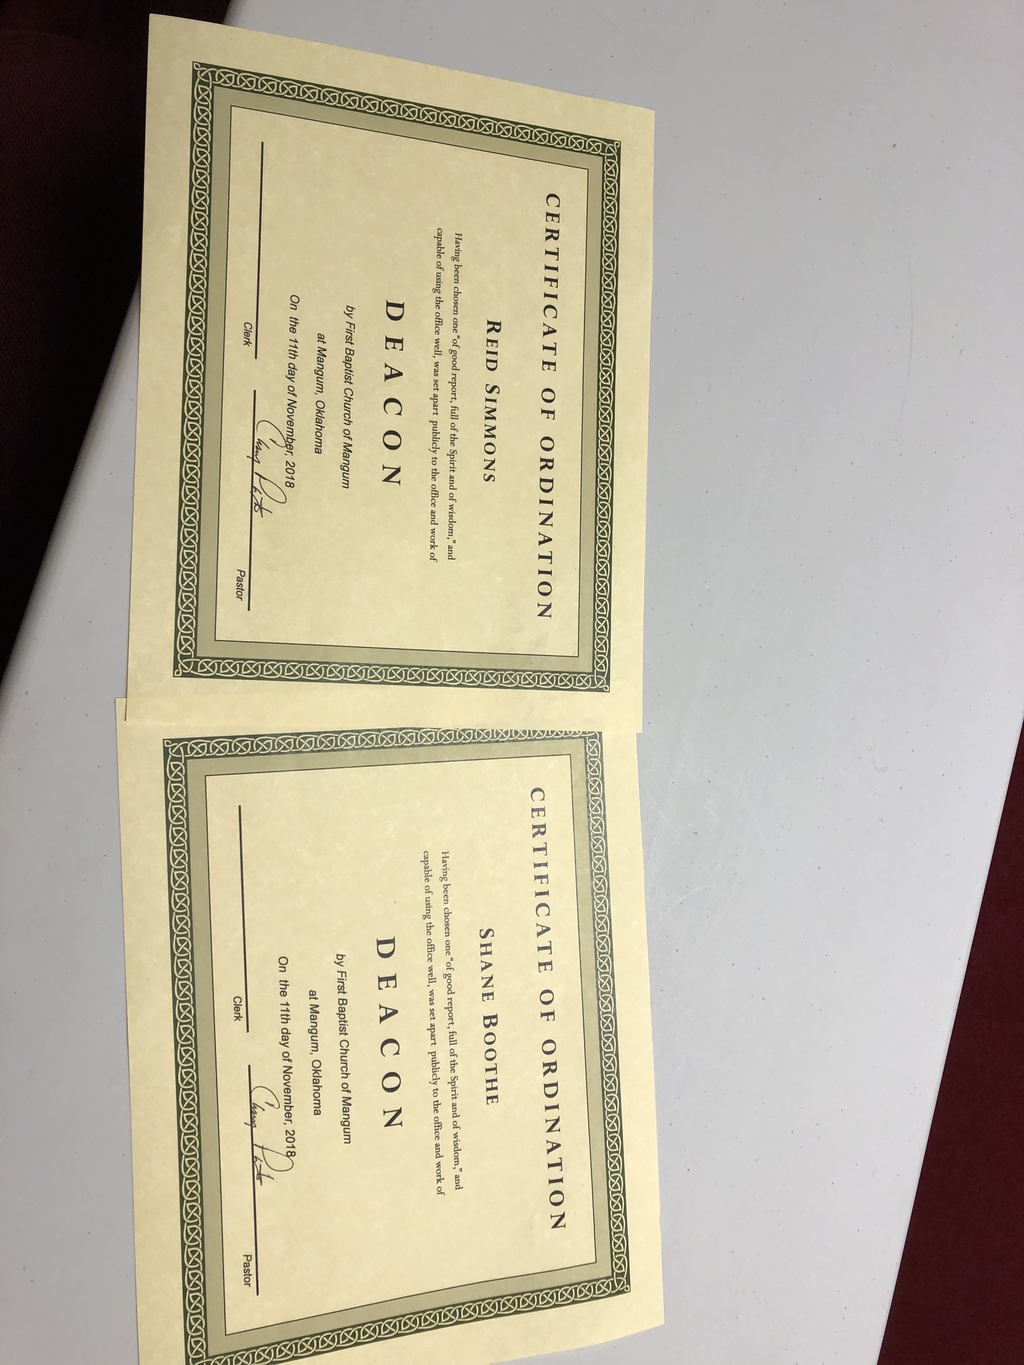 CERTIFICATE OF ORDINATION
REID SIMMONS
Having been chosen one "of good report, full of the Spirit and of wisdom," and
capable of using the office well, was set apart publicly to the office and work of
DEACON
by First Baptist Church of Mangum
at Mangum, Oklahoma
On the 11th day of November, 2018
Clerk
Pastor
CERTIFICATE OF ORDINATION
SHANE BOOTHE
Having been chosen one "of good report, full of the Spirit and of wisdom," and
capable of using the office well, was set apart publicly to the office and work of
DEACON
by First Baptist Church of Mangum
at Mangum, Oklahoma
On the 11th day of November, 2018
Clerk
Pastor